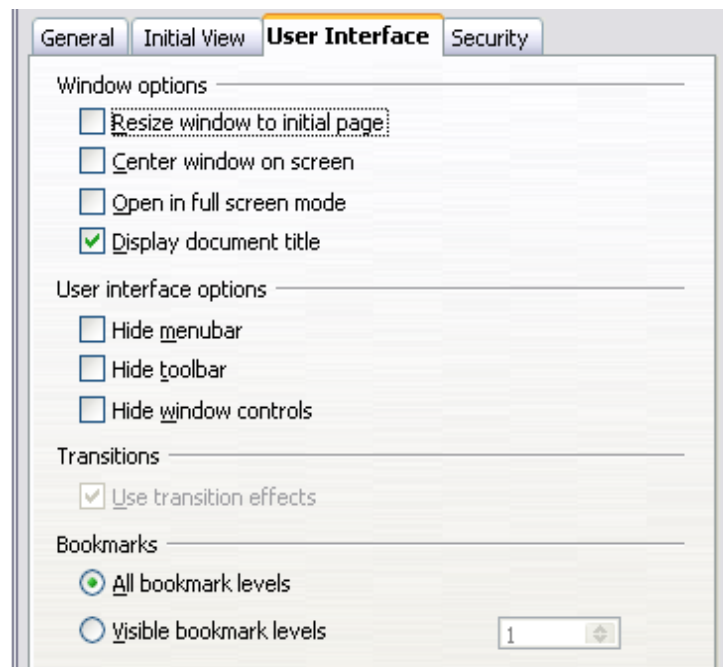 General Initial View User Interface Security
Window options
Resize window to initial page
Center window on screen
Open in full screen mode
Display document title
User interface options
Hide menubar
Hide toolbar
Hide window controls
Transitions
Use transition effects
Bookmarks
All bookmark levels
Visible bookmark levels 1